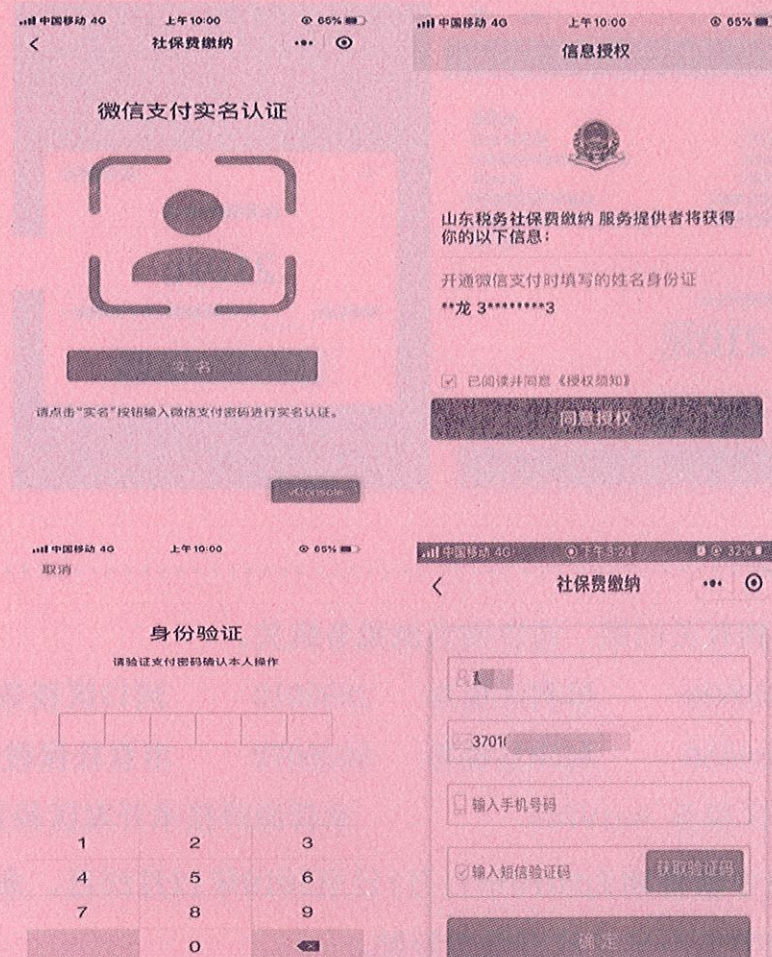 中国移动 4G 上午10:00 65%
社保费缴纳
微信支付实名认证
实名
请点击"实名"按钮输入微信支付密码进行实名认证。
vConsole
中国移动 4G 上午10:00 65%
信息授权
山东税务社保费缴纳 服务提供者将获得
你的以下信息：
开通微信支付时填写的姓名身份证
**龙 3********3
已阅读并同意《授权须知》
同意授权
中国移动 4G 上午10:00 65%
取消
身份验证
请验证支付密码确认本人操作
1 2 3
4 5 6
7 8 9
0
中国移动 4G 下午3:24 32%
社保费缴纳
3701
输入手机号码
输入短信验证码 获取验证码
确定